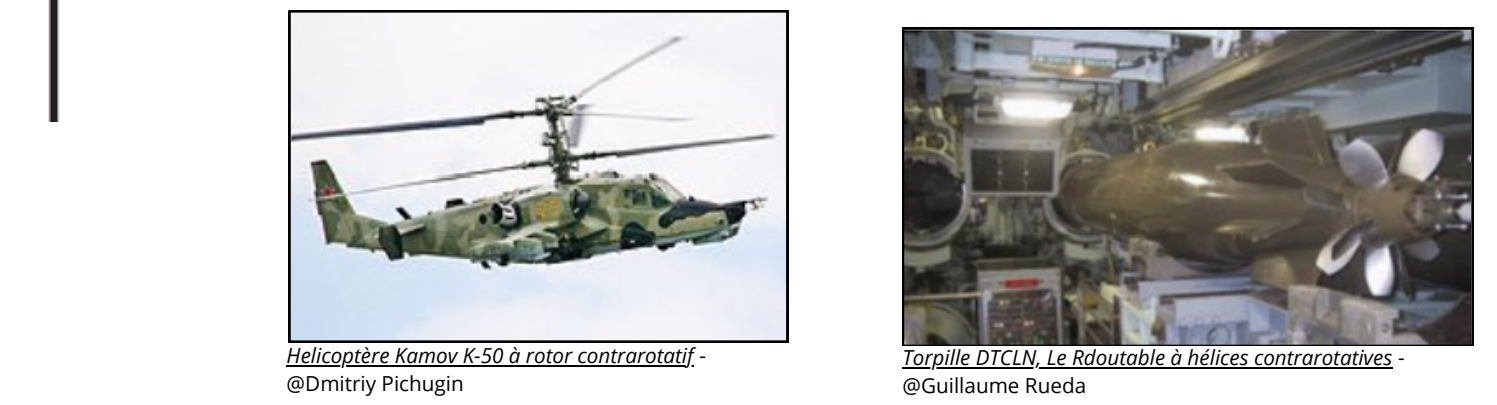 Helicoptère Kamov K-50 à rotor contrarotatif -
@Dmitriy Pichugin
Torpille DTCLN, Le Rdoutable à hélices contrarotatives -
@Guillaume Rueda